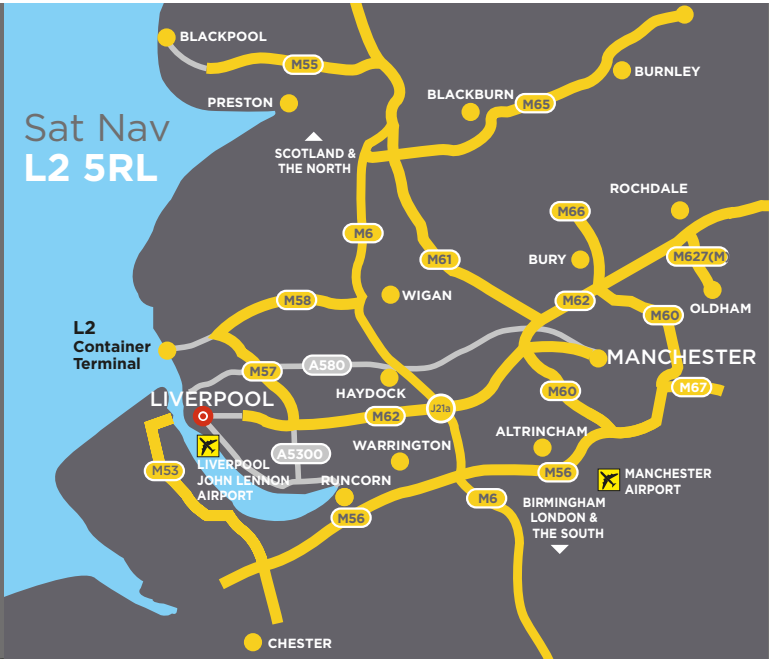 BLACKPOOL
M55
BURNLEY
BLACKBURN
M65
PRESTON
Sat Nav
L2 5RL
SCOTLAND &
THE NORTH
ROCHDALE
M66
M6
M61
BURY
M627(M)
M58
WIGAN
M62
OLDHAM
M60
L2
Container
Terminal
A580
MANCHESTER
M57
HAYDOCK
M67
M60
LIVERPOOL
M62
J21a
ALTRINCHAM
WARRINGTON
A5300
M53
LIVERPOOL
JOHN LENNON
AIRPORT
M56
MANCHESTER
AIRPORT
RUNCORN
M6
BIRMINGHAM
LONDON &
THE SOUTH
M56
CHESTER